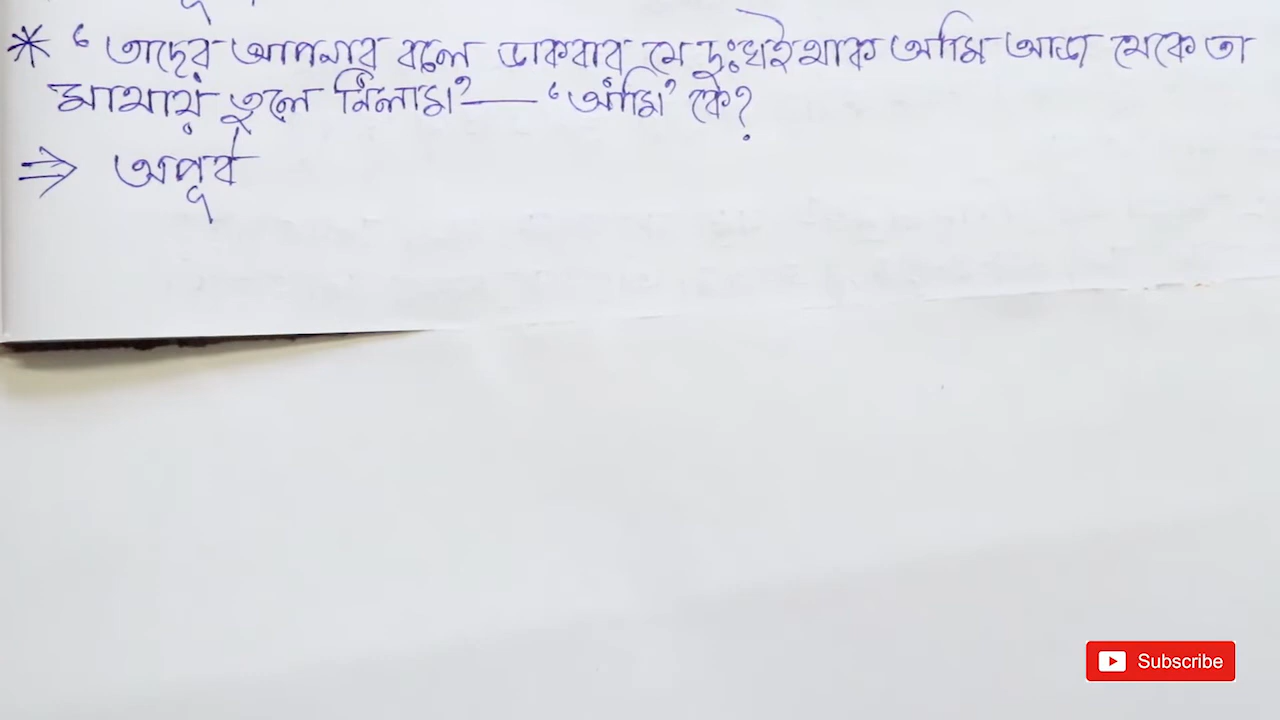 * ‘তাদের আপনার বলে ডাকবার যে দুঃখই থাক আমি আজ থেকে তা
মাথায় তুলে নিলাম’ — ‘আমি’ কে?
⇒ অপূর্ব
Subscribe